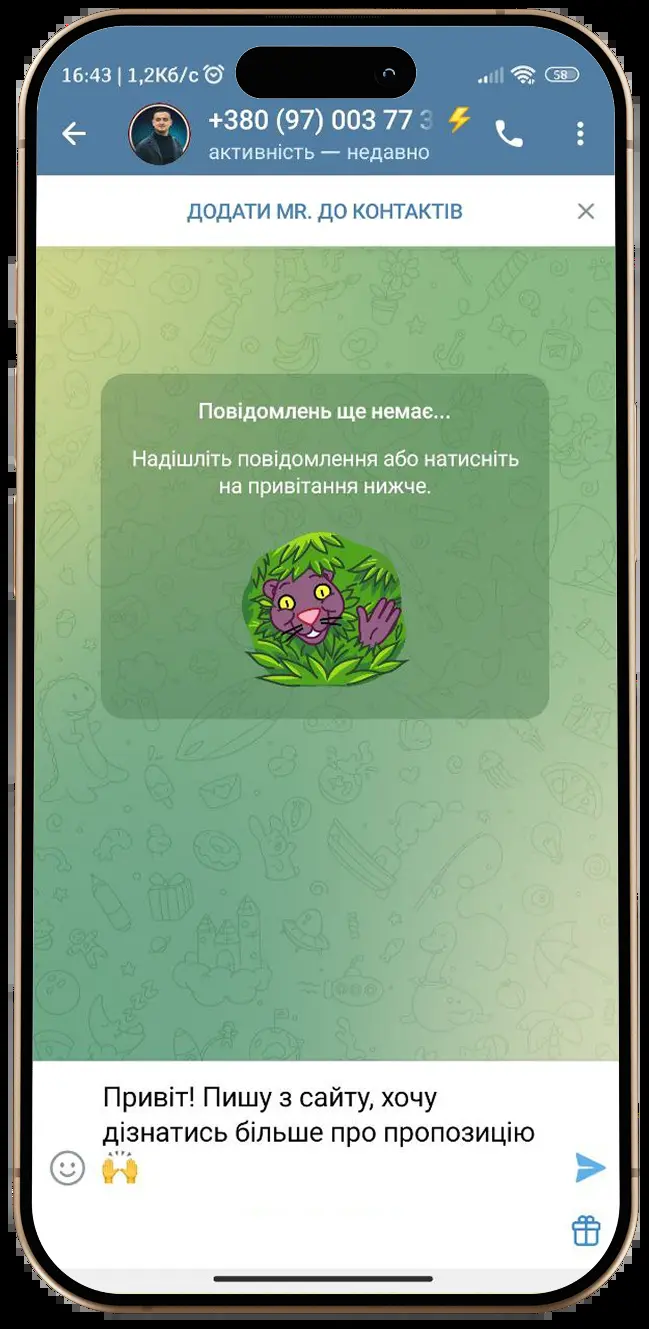 16:43 | 1,2Кб/с
58
+380 (97) 003 77 3
активність — недавно
ДОДАТИ MR. ДО КОНТАКТІВ
Повідомлень ще немає...
Надішліть повідомлення або натисніть
на привітання нижче.
Привіт! Пишу з сайту, хочу
дізнатись більше про пропозицію
🙌